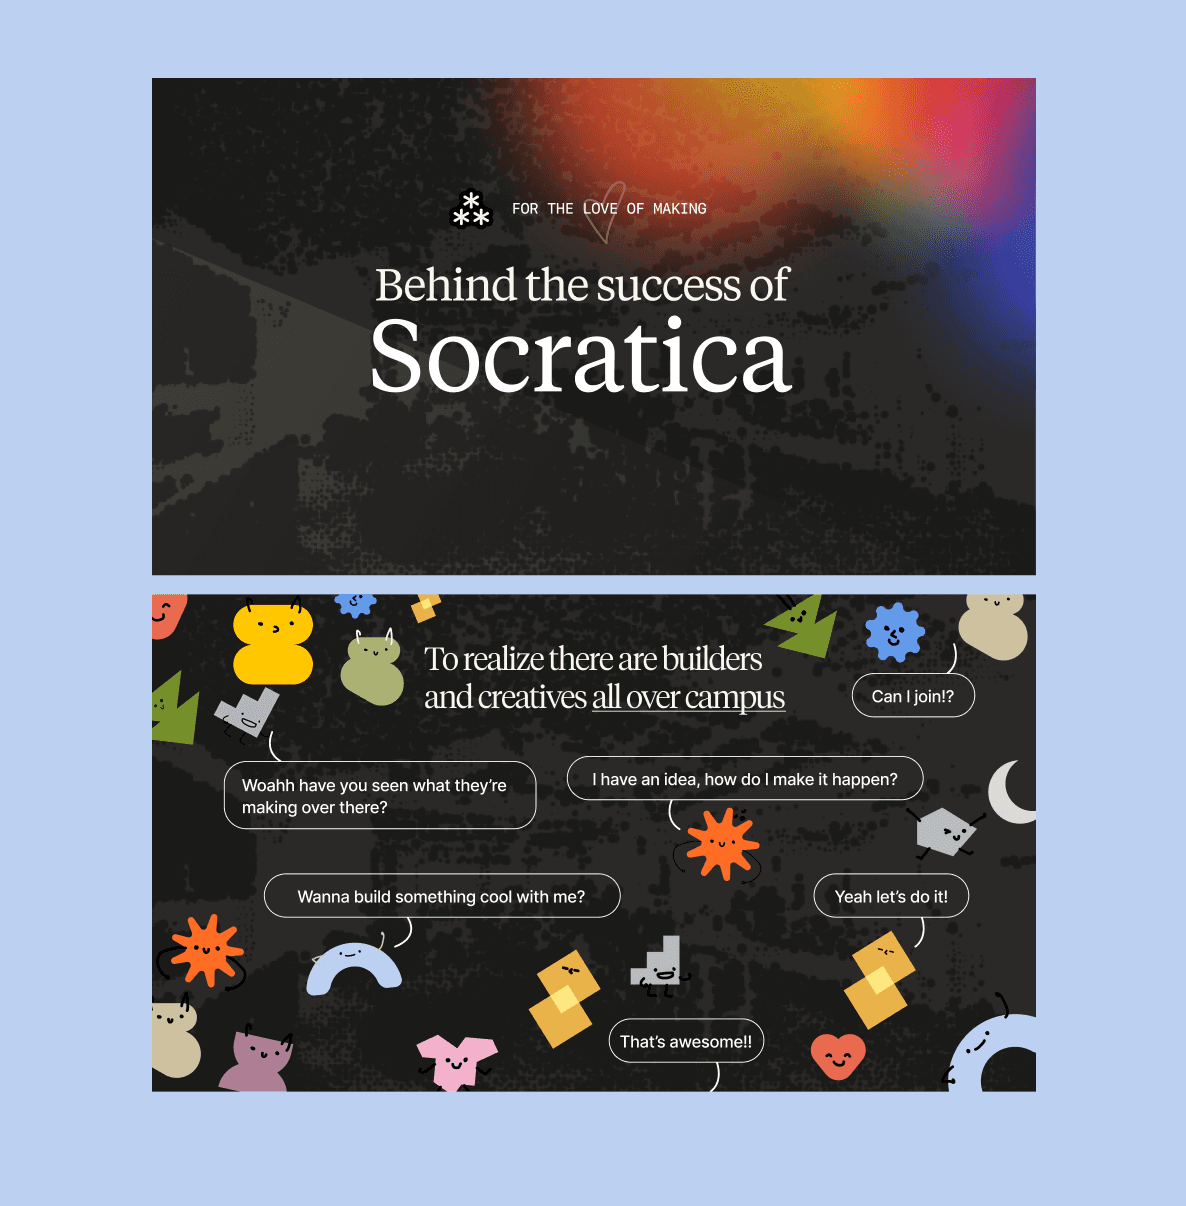 FOR THE LOVE OF MAKING
Behind the success of
Socratica
To realize there are builders
and creatives all over campus
Can I join!?
Woahh have you seen what they’re
making over there?
I have an idea, how do I make it happen?
Wanna build something cool with me?
Yeah let’s do it!
That’s awesome!!